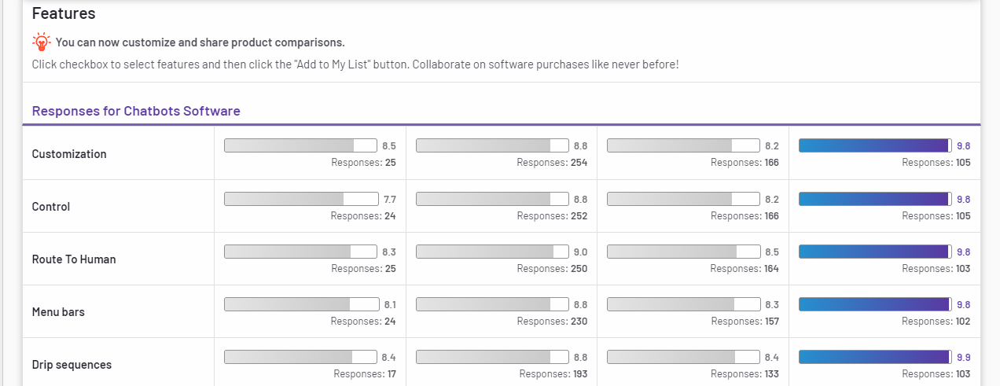 Features
You can now customize and share product comparisons.
Click checkbox to select features and then click the "Add to My List" button. Collaborate on software purchases like never before!
Responses for Chatbots Software
Customization 8.5 8.8 8.2 9.8
Responses: 25 Responses: 254 Responses: 166 Responses: 105
Control 7.7 8.8 8.2 9.8
Responses: 24 Responses: 252 Responses: 166 Responses: 105
Route To Human 8.3 9.0 8.5 9.8
Responses: 25 Responses: 250 Responses: 164 Responses: 103
Menu bars 8.1 8.8 8.3 9.8
Responses: 24 Responses: 230 Responses: 157 Responses: 102
Drip sequences 8.4 8.8 8.4 9.9
Responses: 17 Responses: 193 Responses: 133 Responses: 103